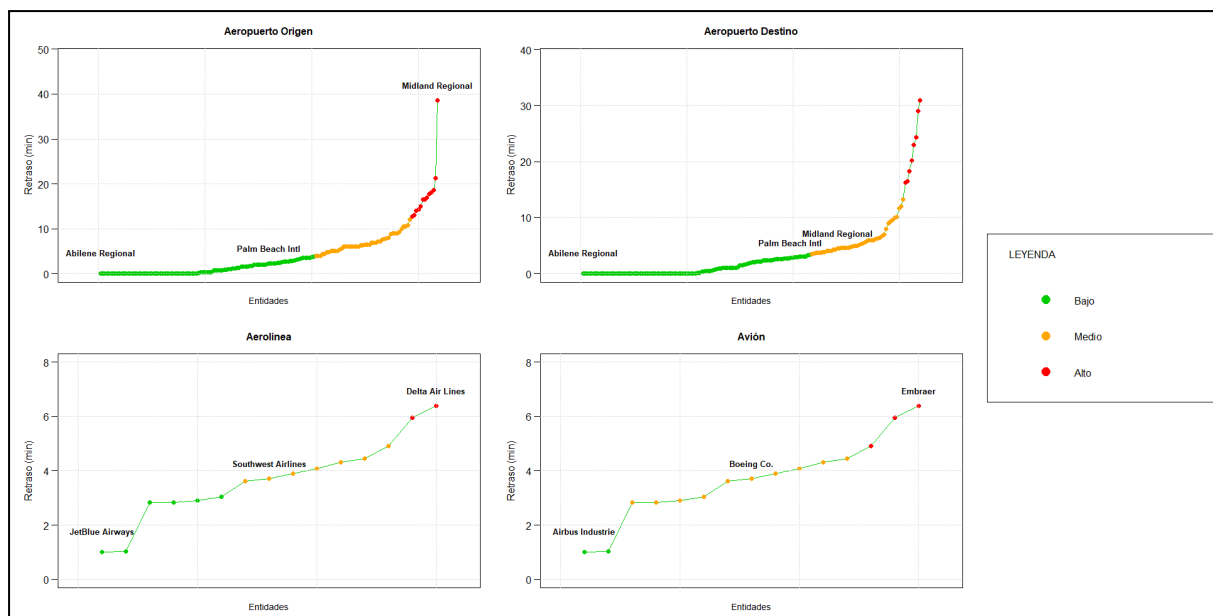 Aeropuerto Origen
50
40
30
20
10
0
Retraso (min)
Midland Regional
Palm Beach Intl
Abilene Regional
Entidades
Aeropuerto Destino
40
30
20
10
0
Retraso (min)
Midland Regional
Palm Beach Intl
Abilene Regional
Entidades
LEYENDA
Bajo
Medio
Alto
Aerolinea
8
6
4
2
0
Retraso (min)
Delta Air Lines
Southwest Airlines
JetBlue Airways
Entidades
Avión
8
6
4
2
0
Retraso (min)
Embraer
Boeing Co.
Airbus Industrie
Entidades